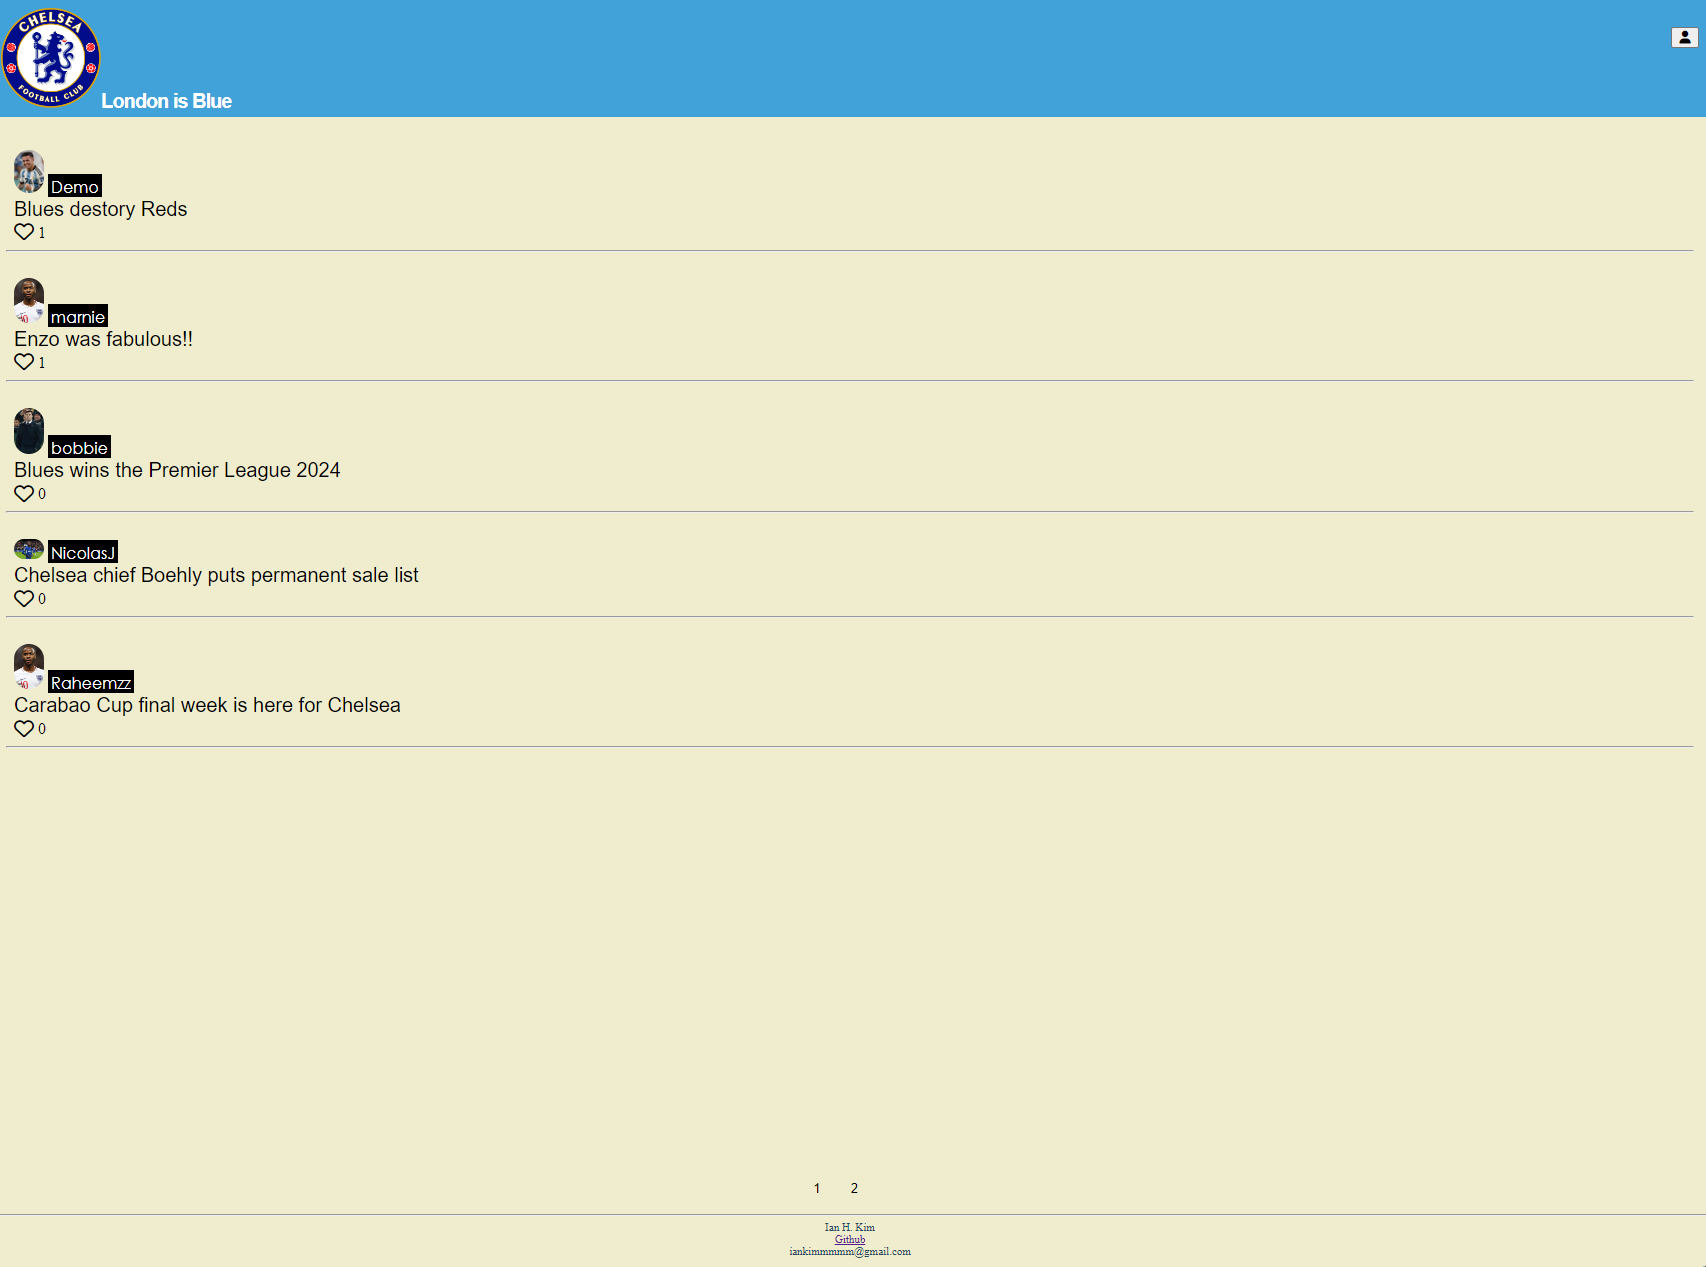 CHELSEA
FOOTBALL CLUB
London is Blue
Demo
Blues destory Reds
1
marnie
Enzo was fabulous!!
1
bobbie
Blues wins the Premier League 2024
0
NicolasJ
Chelsea chief Boehly puts permanent sale list
0
Raheemzz
Carabao Cup final week is here for Chelsea
0
1 2
Ian H. Kim
Github
iankimmmmm@gmail.com